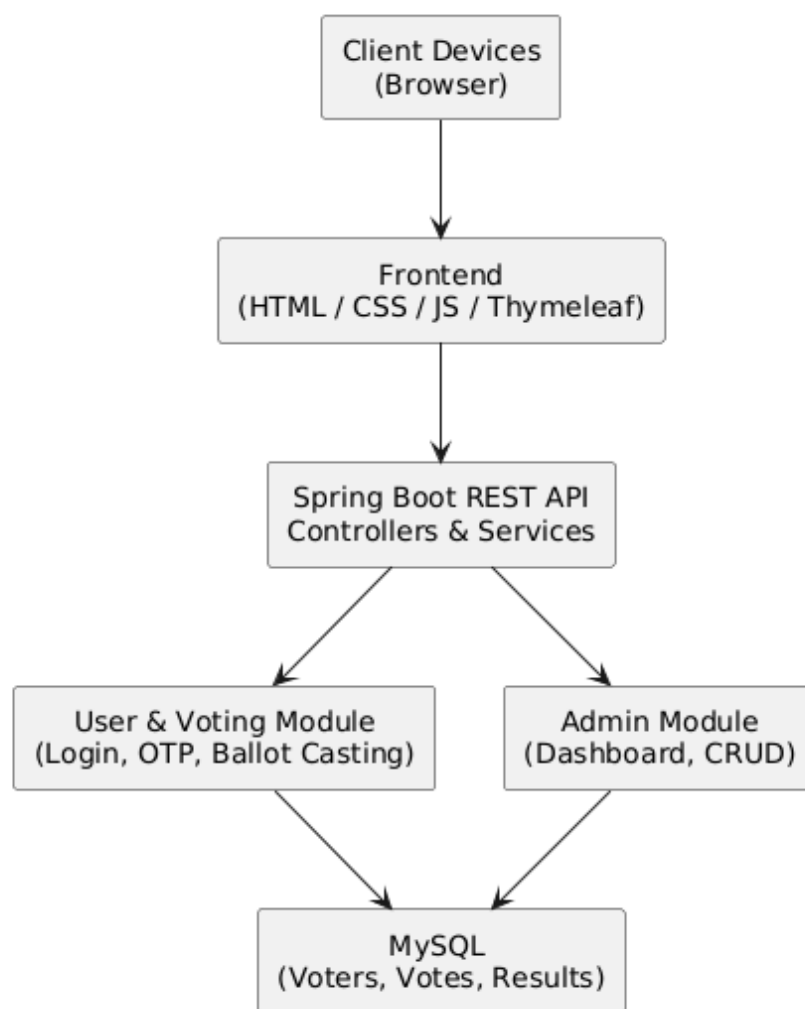 Client Devices
(Browser)
Frontend
(HTML / CSS / JS / Thymeleaf)
Spring Boot REST API
Controllers & Services
User & Voting Module
(Login, OTP, Ballot Casting)
Admin Module
(Dashboard, CRUD)
MySQL
(Voters, Votes, Results)